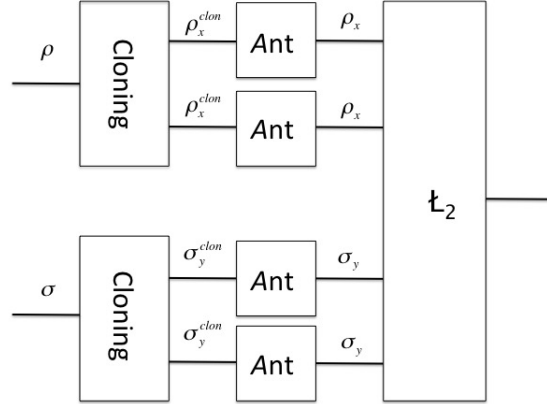 ρ
Cloning
ρ_x^{clon}
Ant
ρ_x
ρ_x^{clon}
Ant
ρ_x
Ł_2
σ
Cloning
σ_y^{clon}
Ant
σ_y
σ_y^{clon}
Ant
σ_y